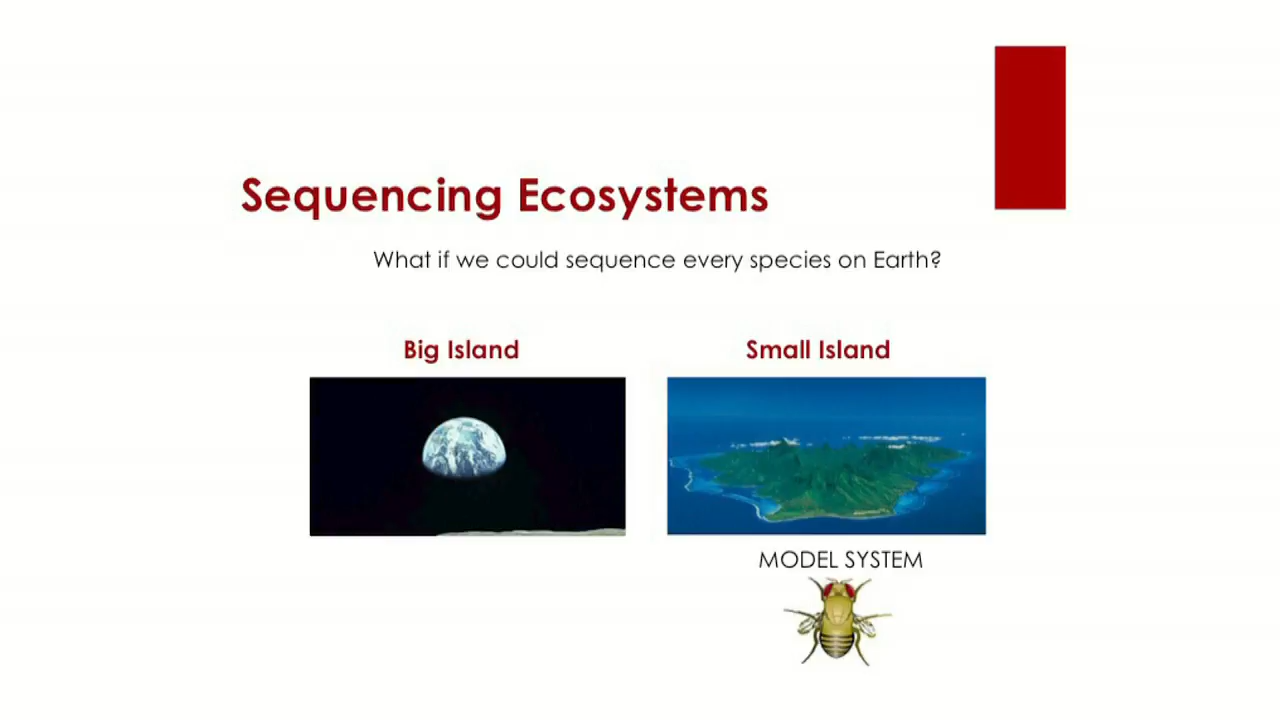 Sequencing Ecosystems
What if we could sequence every species on Earth?
Big Island
Small Island
MODEL SYSTEM